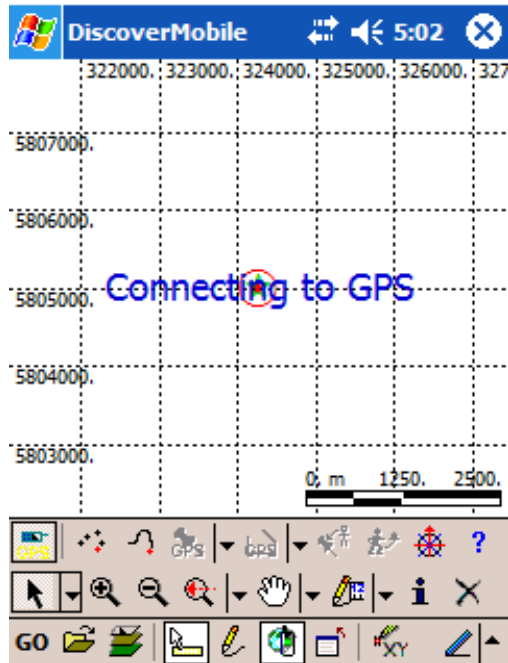 DiscoverMobile 5:02
322000. 323000. 324000. 325000. 326000. 327
5807000.
5806000.
5805000. Connecting to GPS
5804000.
5803000.
0, m 1250. 2500.
GPS GPS GPS ?
12 i
GO XY